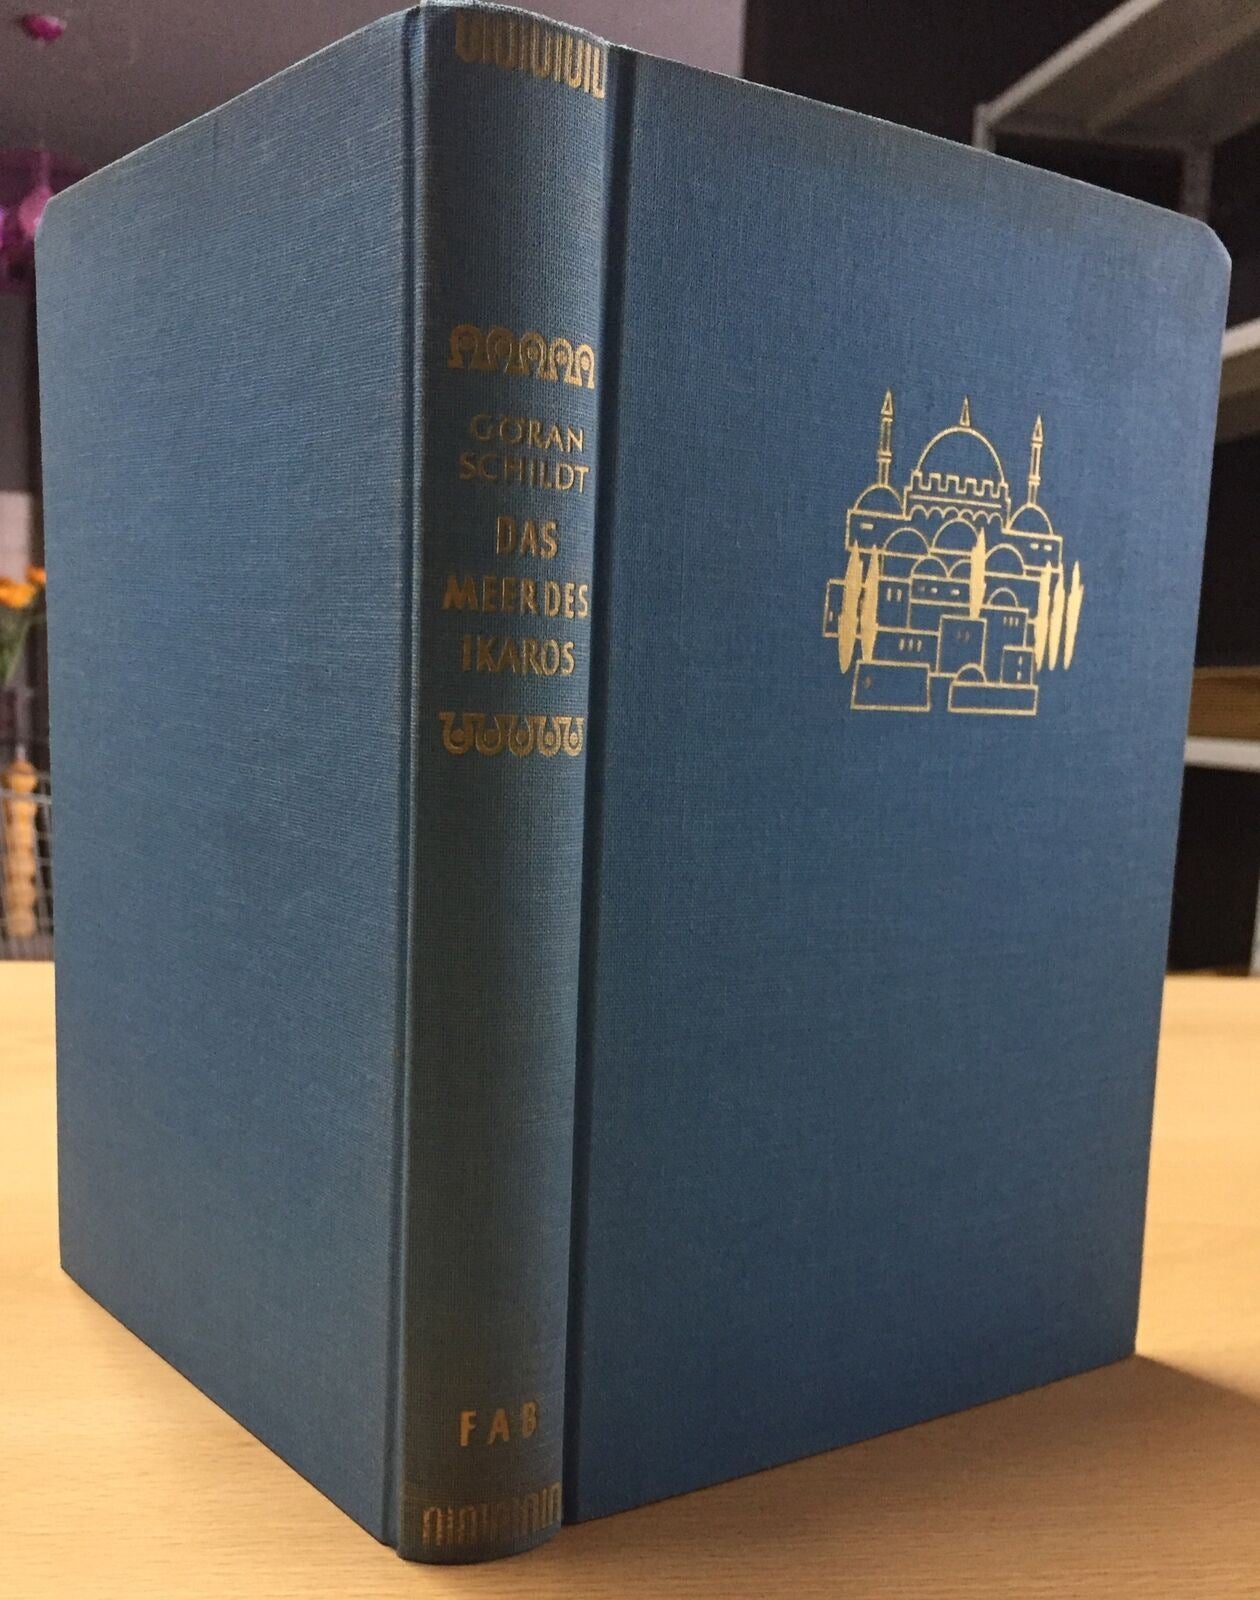 GÖRAN
SCHILDT
DAS
MEER DES
IKAROS
FAB